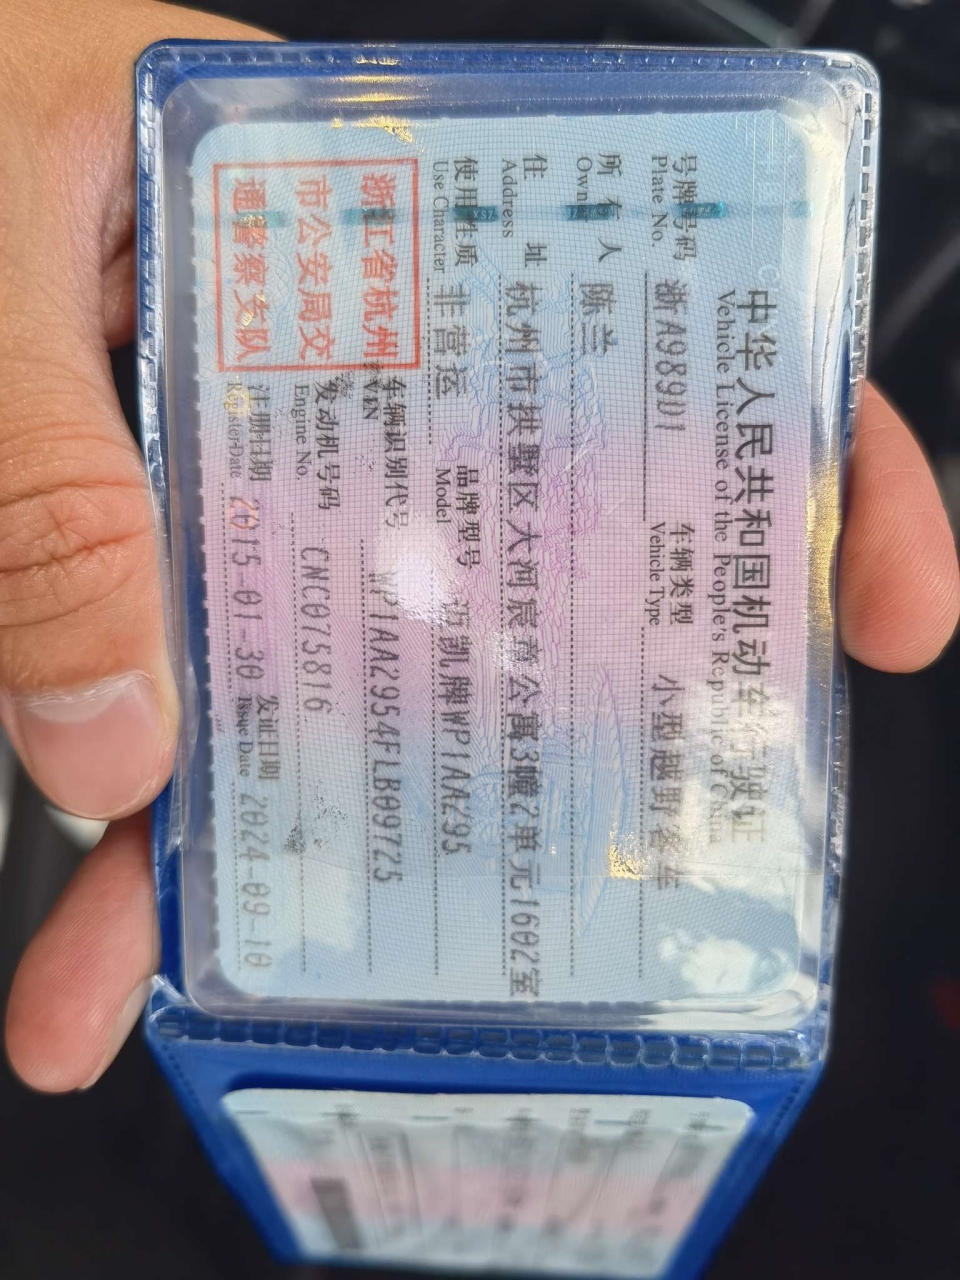 中华人民共和国机动车行驶证
Vehicle License of the People's Republic of China
号牌号码 浙A989D1 车辆类型 小型越野客车
Plate No. Vehicle Type
所有人 陈兰
Owner
住址 杭州市拱墅区大河宸章公寓3幢2单元1602室
Address
使用性质 非营运 品牌型号 迈凯牌WP1AA295
Use Character Model
浙江省杭州
市公安局交
通警察支队
车辆识别代号 WP1AA2954FLB09725
VIN
发动机号码 CNC075816
Engine No.
注册日期 2015-01-30 发证日期 2024-09-10
Register Date Issue Date